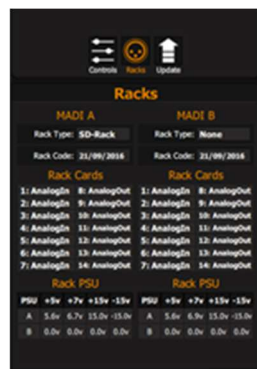 Controls Racks Update
Racks
MADI A MADI B
Rack Type: SD-Rack Rack Type: None
Rack Code: 21/09/2016 Rack Code: 21/09/2016
Rack Cards Rack Cards
1: AnalogIn 8: AnalogOut 1: AnalogIn 8: AnalogOut
2: AnalogIn 9: AnalogOut 2: AnalogIn 9: AnalogOut
3: AnalogIn 10: AnalogOut 3: AnalogIn 10: AnalogOut
4: AnalogIn 11: AnalogOut 4: AnalogIn 11: AnalogOut
5: AnalogIn 12: AnalogOut 5: AnalogIn 12: AnalogOut
6: AnalogIn 13: AnalogOut 6: AnalogIn 13: AnalogOut
7: AnalogIn 14: AnalogOut 7: AnalogIn 14: AnalogOut
Rack PSU Rack PSU
PSU +5v +7v +15v -15v PSU +5v +7v +15v -15v
A 5.6v 6.7v 15.0v -15.0v A 5.6v 6.9v 15.0v -15.0v
B 0.0v 0.0v 0.0v 0.0v B 0.0v 0.0v 0.0v 0.0v